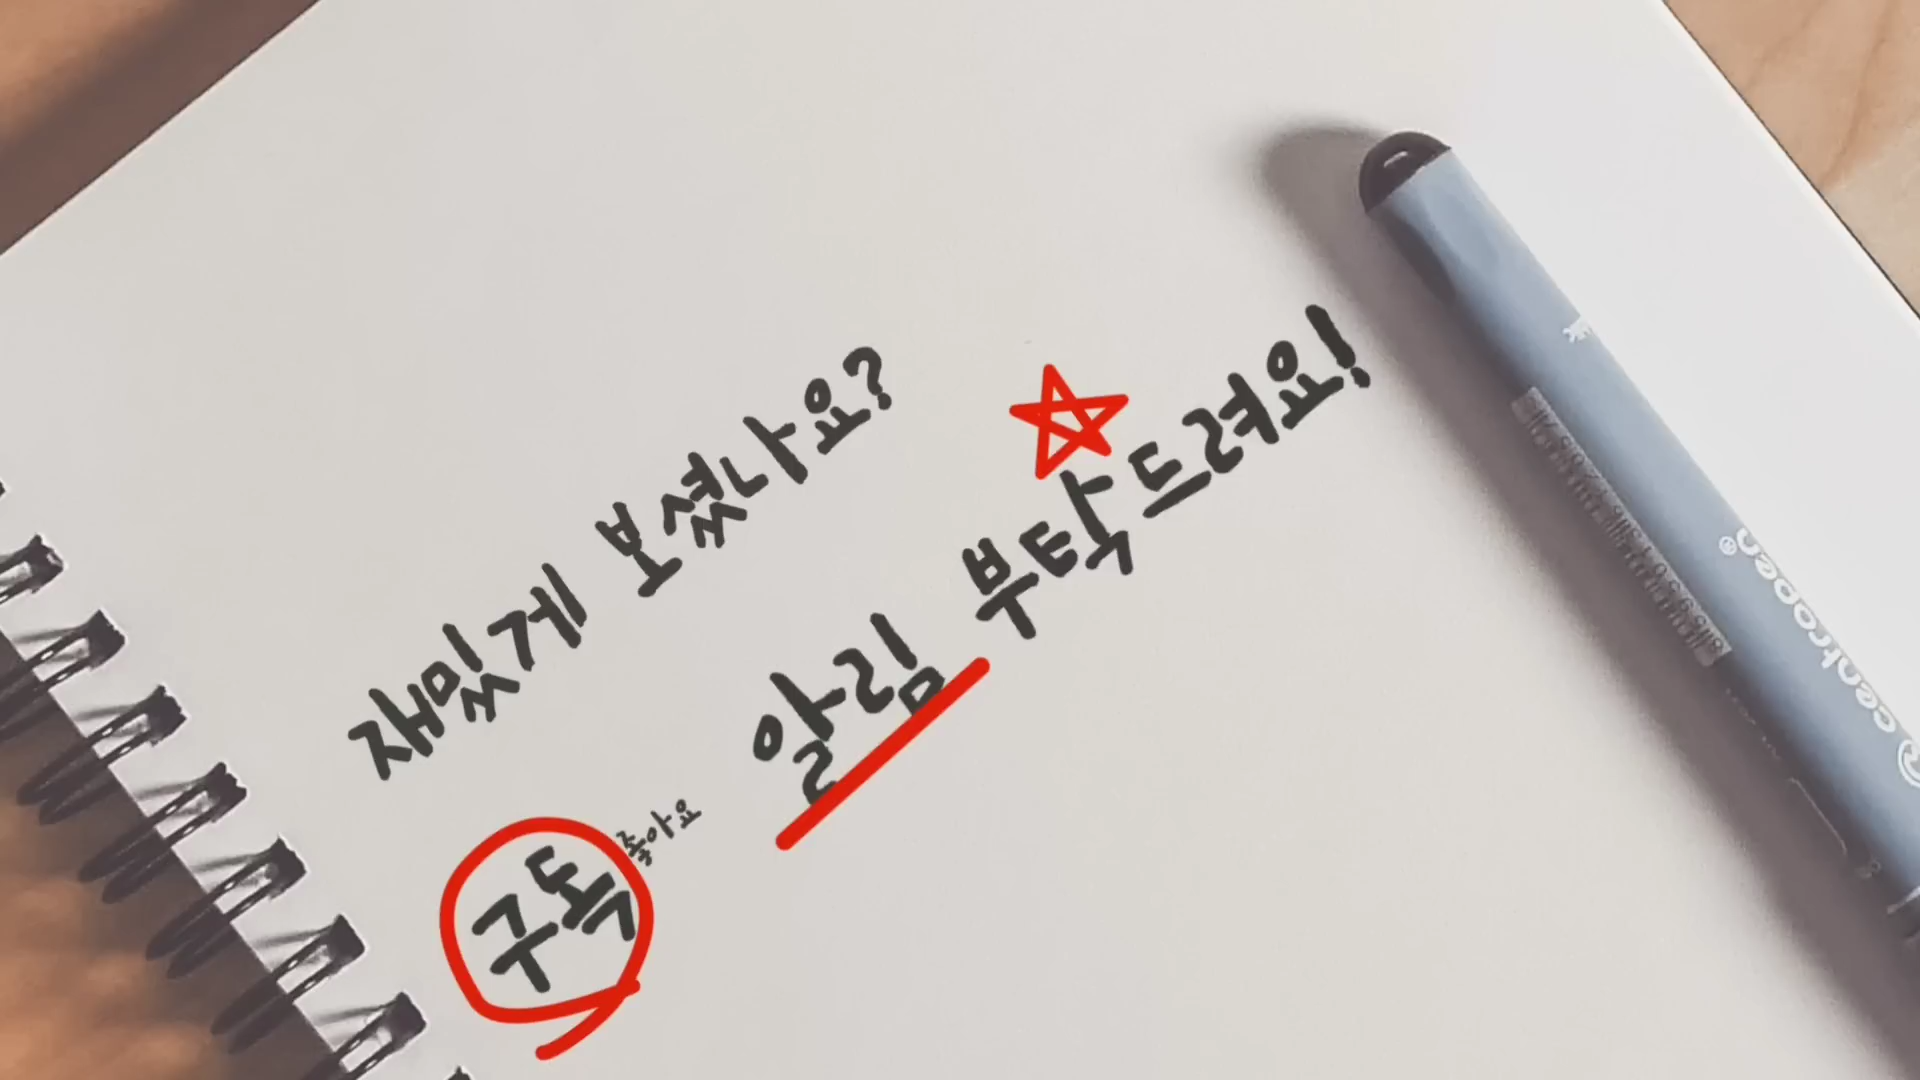 재밌게 보셨나요?
구독 좋아요 알림 부탁드려요!
centropen